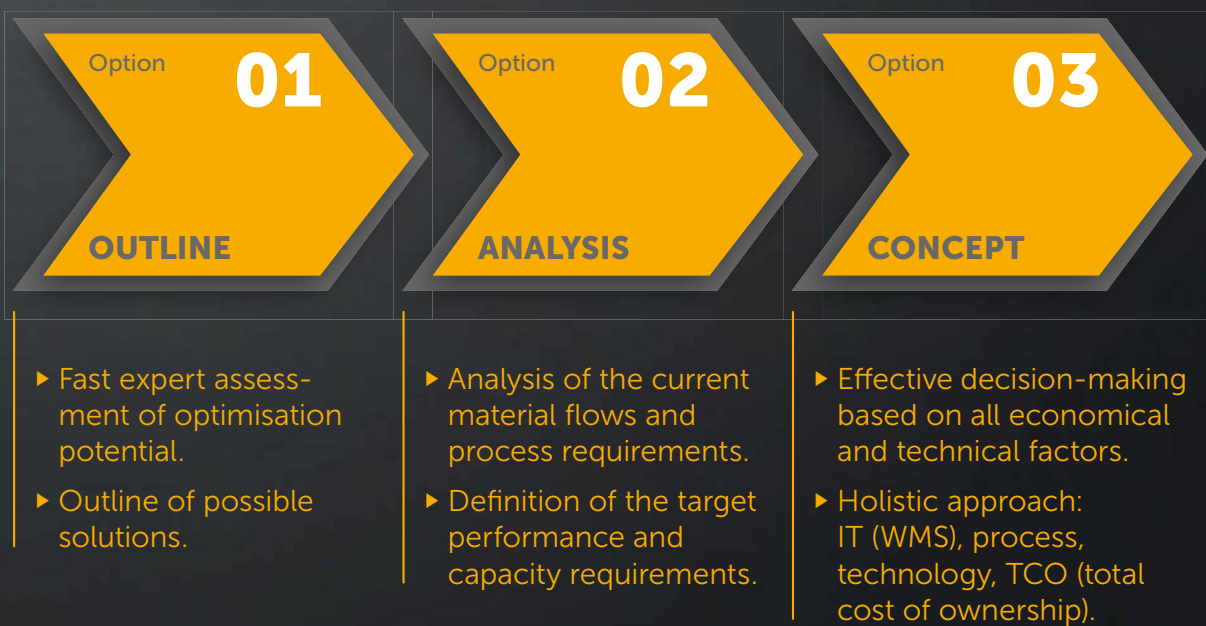 Option 01
OUTLINE
▶ Fast expert assess-
ment of optimisation
potential.
▶ Outline of possible
solutions.
Option 02
ANALYSIS
▶ Analysis of the current
material flows and
process requirements.
▶ Definition of the target
performance and
capacity requirements.
Option 03
CONCEPT
▶ Effective decision-making
based on all economical
and technical factors.
▶ Holistic approach:
IT (WMS), process,
technology, TCO (total
cost of ownership).